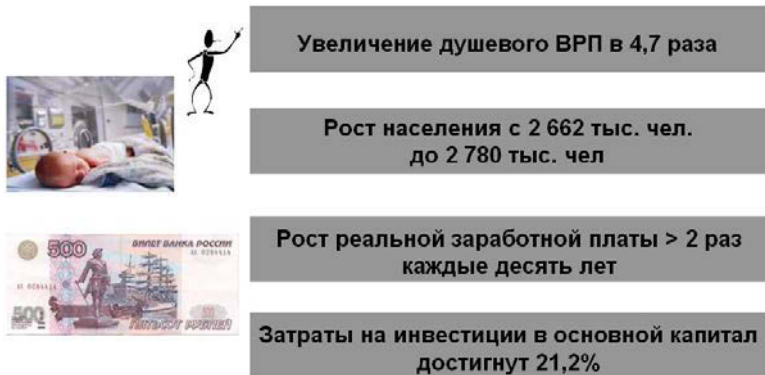 Увеличение душевого ВРП в 4,7 раза
Рост населения с 2 662 тыс. чел.
до 2 780 тыс. чел
500
БИЛЕТ БАНКА РОССИИ
500
ПЯТЬСОТ РУБЛЕЙ
Рост реальной заработной платы > 2 раз
каждые десять лет
Затраты на инвестиции в основной капитал
достигнут 21,2%